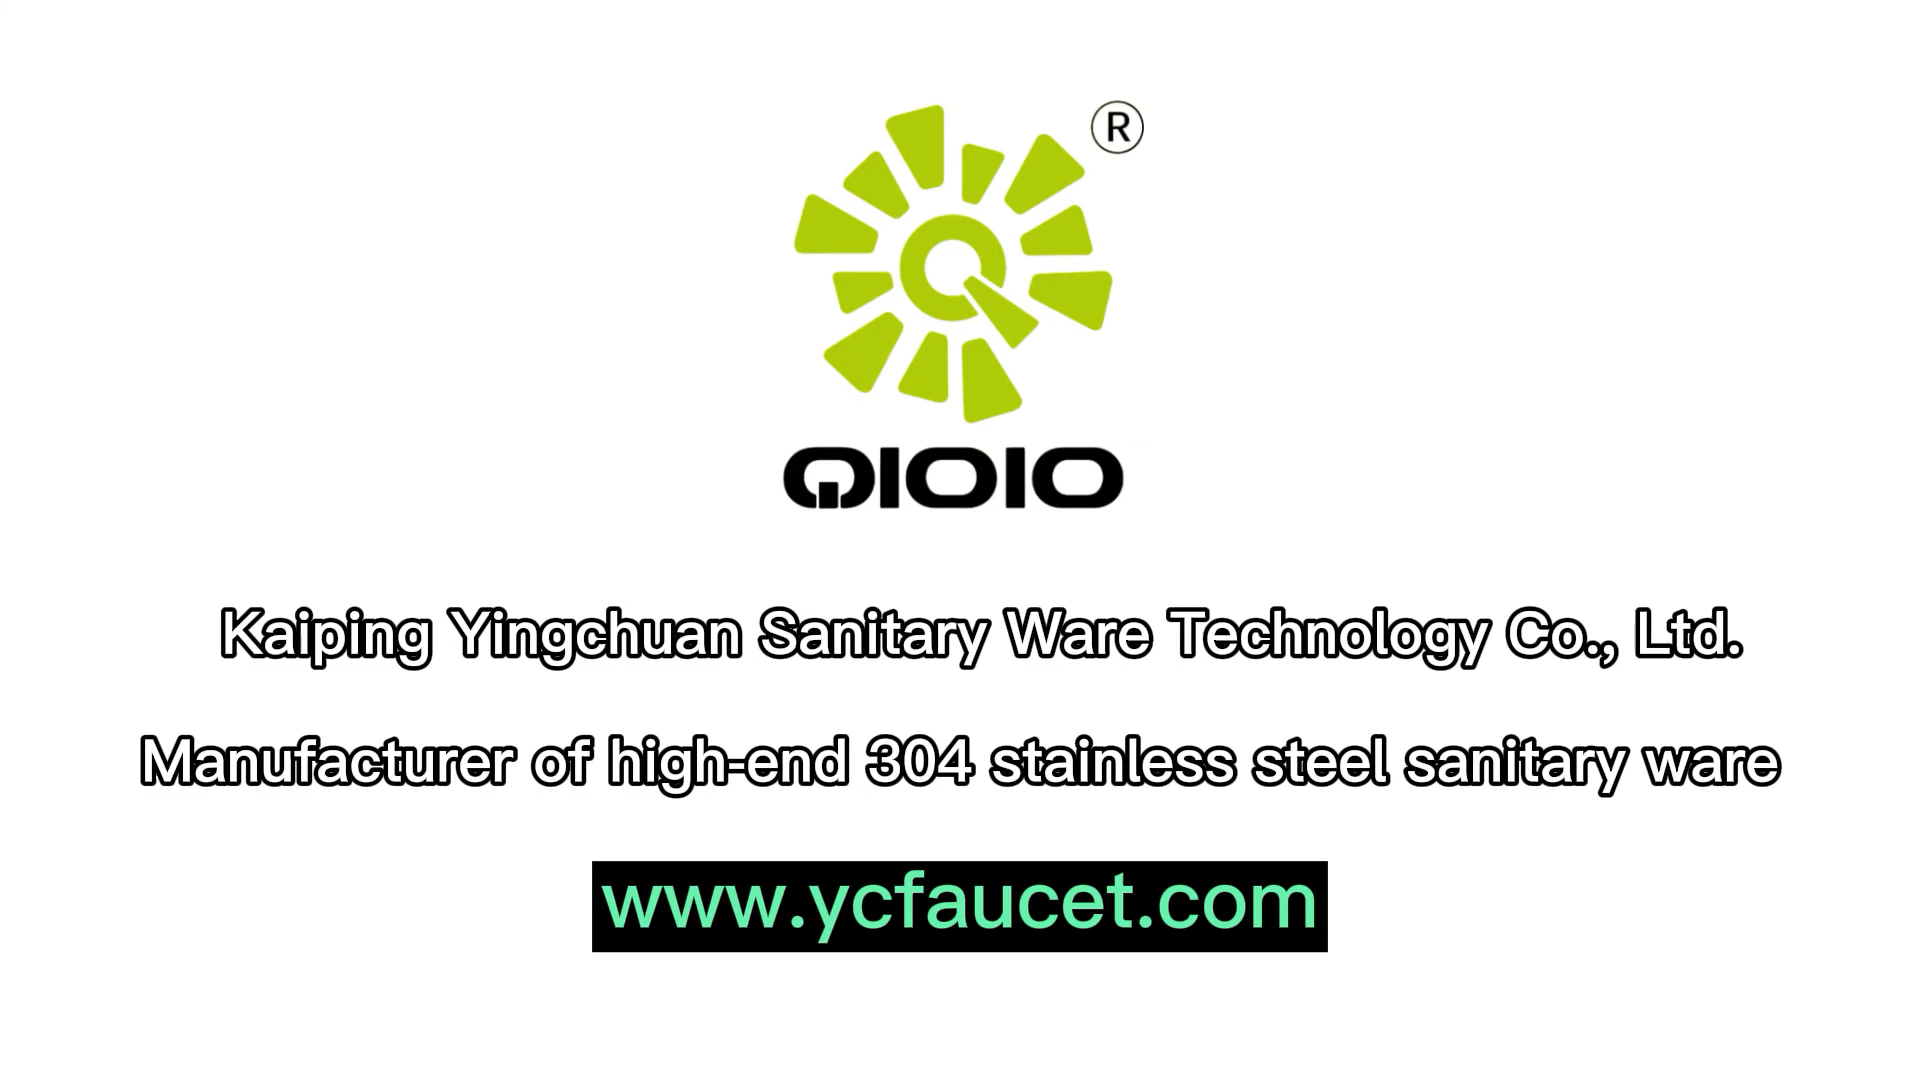 ®
QIOIO
Kaiping Yingchuan Sanitary Ware Technology Co., Ltd.
Manufacturer of high-end 304 stainless steel sanitary ware
www.ycfaucet.com